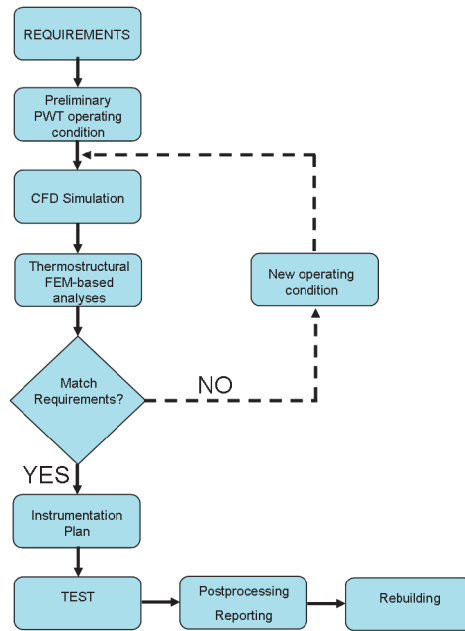 REQUIREMENTS
Preliminary
PWT operating
condition
CFD Simulation
Thermostructural
FEM-based
analyses
New operating
condition
Match
Requirements?
NO
YES
Instrumentation
Plan
TEST
Postprocessing
Reporting
Rebuilding